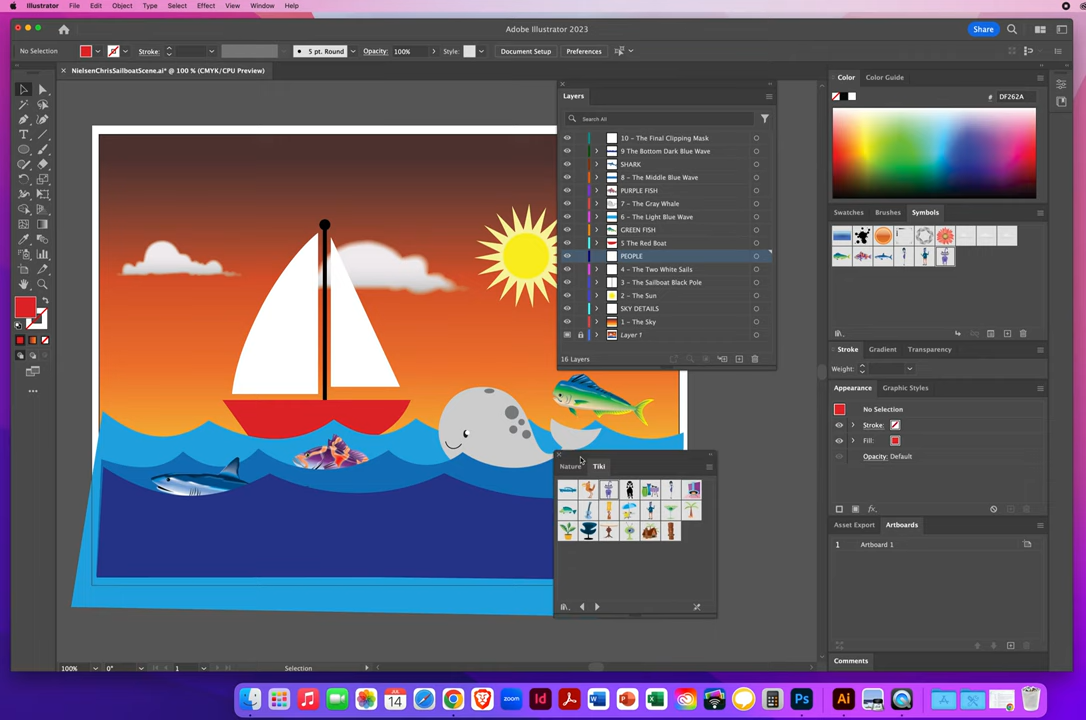 Illustrator File Edit Object Type Select Effect View Window Help
Adobe Illustrator 2023
Share
No Selection Stroke: 5 pt. Round Opacity: 100% Style: Document Setup Preferences
NielsenChrisSailboatScene.ai* @ 100 % (CMYK/CPU Preview)
Layers
Search All
10 - The Final Clipping Mask
9 The Bottom Dark Blue Wave
SHARK
8 - The Middle Blue Wave
PURPLE FISH
7 - The Gray Whale
6 - The Light Blue Wave
GREEN FISH
5 The Red Boat
PEOPLE
4 - The Two White Sails
3 - The Sailboat Black Pole
2 - The Sun
SKY DETAILS
1 - The Sky
Layer 1
16 Layers
Nature Tiki
Color Color Guide
# DF262A
Swatches Brushes Symbols
Stroke Gradient Transparency
Weight:
Appearance Graphic Styles
No Selection
Stroke:
Fill:
Opacity: Default
Asset Export Artboards
1 Artboard 1
Comments
100% 0° 1 Selection
JUL
14
zoom
Id
Ps
Ai